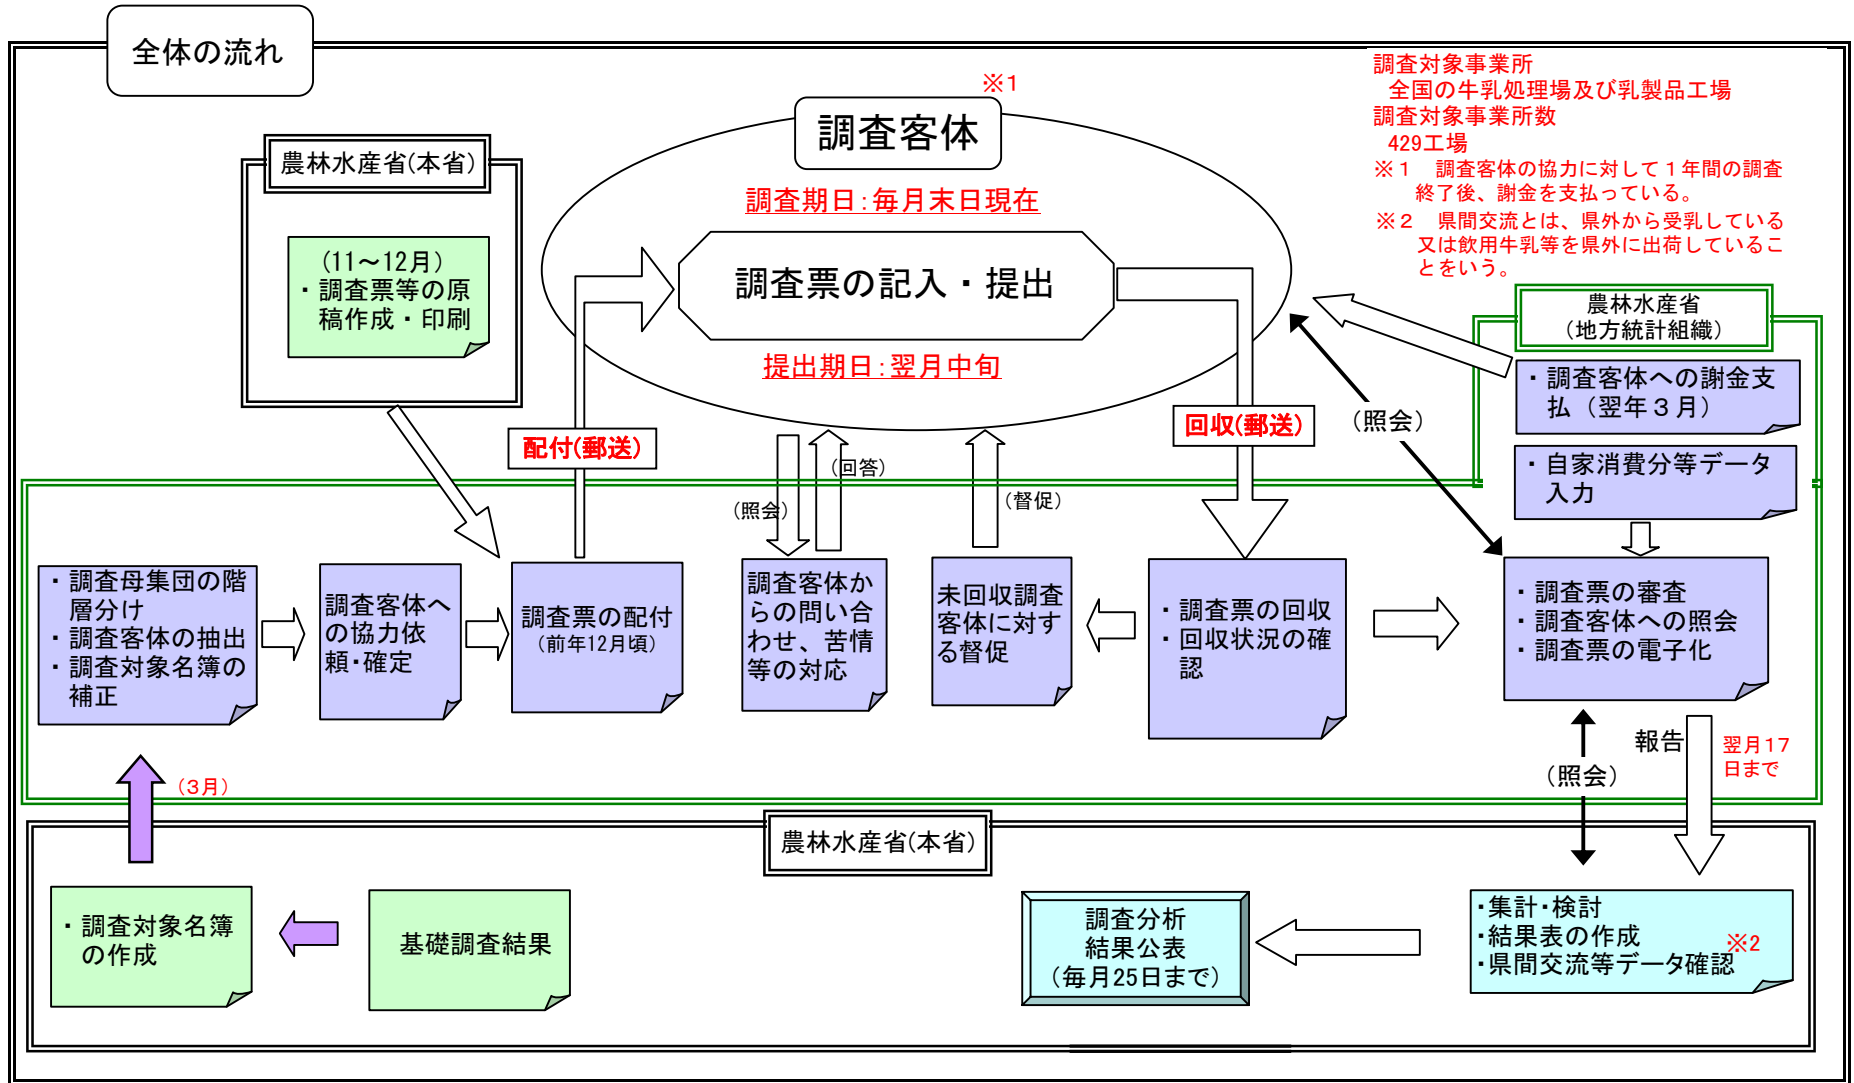 全体の流れ
※1
調査客体
調査対象事業所
全国の牛乳処理場及び乳製品工場
調査対象事業所数
429工場
※１　調査客体の協力に対して１年間の調査
終了後、謝金を支払っている。
※２　県間交流とは、県外から受乳している
又は飲用牛乳等を県外に出荷しているこ
とをいう。
農林水産省(本省)
(11～12月)
・調査票等の原
稿作成・印刷
調査期日：毎月末日現在
調査票の記入・提出
提出期日：翌月中旬
農林水産省
(地方統計組織)
・調査客体への謝金支
払（翌年３月）
・自家消費分等データ
入力
配付(郵送)
回収(郵送)
(照会)
(回答)
(照会)
(督促)
・調査母集団の階
層分け
・調査客体の抽出
・調査対象名簿の
補正
調査客体へ
の協力依
頼・確定
調査票の配付
(前年12月頃)
調査客体か
らの問い合
わせ、苦情
等の対応
未回収調査
客体に対す
る督促
・調査票の回収
・回収状況の確
認
・調査票の審査
・調査客体への照会
・調査票の電子化
(３月)
報告
翌月17
日まで
(照会)
農林水産省(本省)
・調査対象名簿
の作成
基礎調査結果
調査分析
結果公表
(毎月25日まで)
・集計・検討
・結果表の作成
・県間交流等データ確認
※2